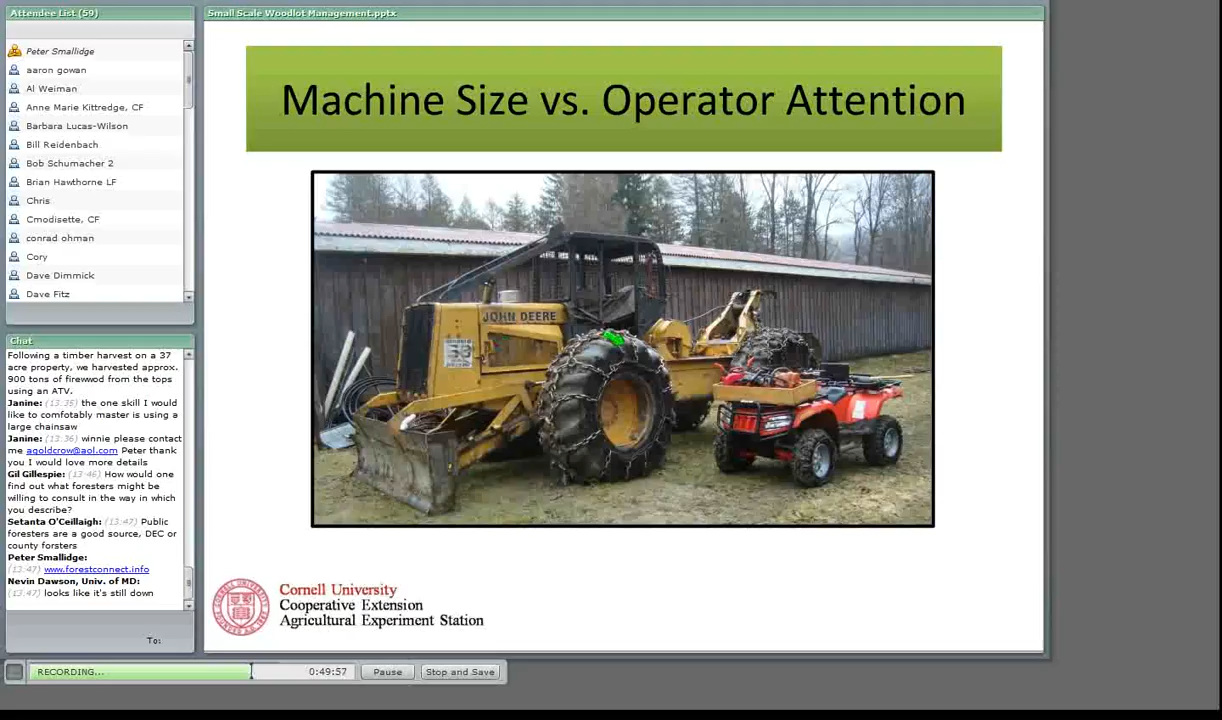 Attendee List (59)
Peter Smallidge
aaron gowan
Al Weiman
Anne Marie Kittredge, CF
Barbara Lucas-Wilson
Bill Reidenbach
Bob Schumacher 2
Brian Hawthorne LF
Chris
Cmodisette, CF
conrad ohman
Cory
Dave Dimmick
Dave Fitz
Chat
Following a timber harvest on a 37
acre property, we harvested approx.
900 tons of firewwod from the tops
using an ATV.
Janine: (13:35) the one skill I would
like to comfotably master is using a
large chainsaw
Janine: (13:36) winnie please contact
me agoldcrow@aol.com Peter thank
you I would love more details
Gil Gillespie: (13:46) How would one
find out what foresters might be
willing to consult in the way in which
you describe?
Setanta O'Ceillaigh: (13:47) Public
foresters are a good source, DEC or
county forsters
Peter Smallidge:
(13:47) www.forestconnect.info
Nevin Dawson, Univ. of MD:
(13:47) looks like it's still down
To:
Small Scale Woodlot Management.pptx
Machine Size vs. Operator Attention
JOHN DEERE
Cornell University
Cooperative Extension
Agricultural Experiment Station
RECORDING...
0:49:57
Pause
Stop and Save